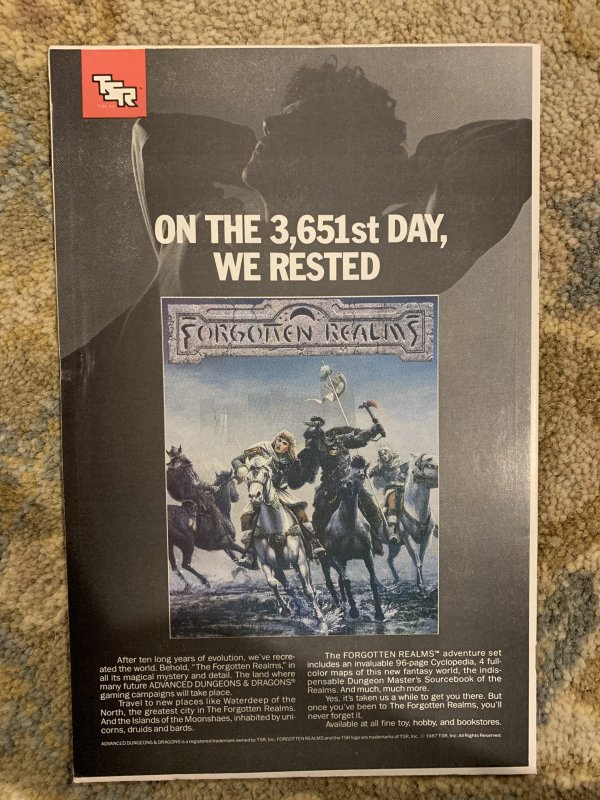 TSR™
ON THE 3,651st DAY,
WE RESTED
FORGOTTEN REALMS
After ten long years of evolution, we've recre-
ated the world. Behold, "The Forgotten Realms," in
all its magical mystery and detail. The land where
many future ADVANCED DUNGEONS & DRAGONS®
gaming campaigns will take place.
Travel to new places like Waterdeep of the
North, the greatest city in The Forgotten Realms.
And the Islands of the Moonshaes, inhabited by uni-
corns, druids and bards.
The FORGOTTEN REALMS™ adventure set
includes an invaluable 96-page Cyclopedia, 4 full-
color maps of this new fantasy world, the indis-
pensable Dungeon Master's Sourcebook of the
Realms. And much, much more.
Yes, it's taken us a while to get you there. But
once you've been to The Forgotten Realms, you'll
never forget it.
Available at all fine toy, hobby, and bookstores.
ADVANCED DUNGEONS & DRAGONS is a registered trademark owned by TSR, Inc. FORGOTTEN REALMS and the TSR logo are trademarks of TSR, Inc. © 1987 TSR, Inc. All Rights Reserved.